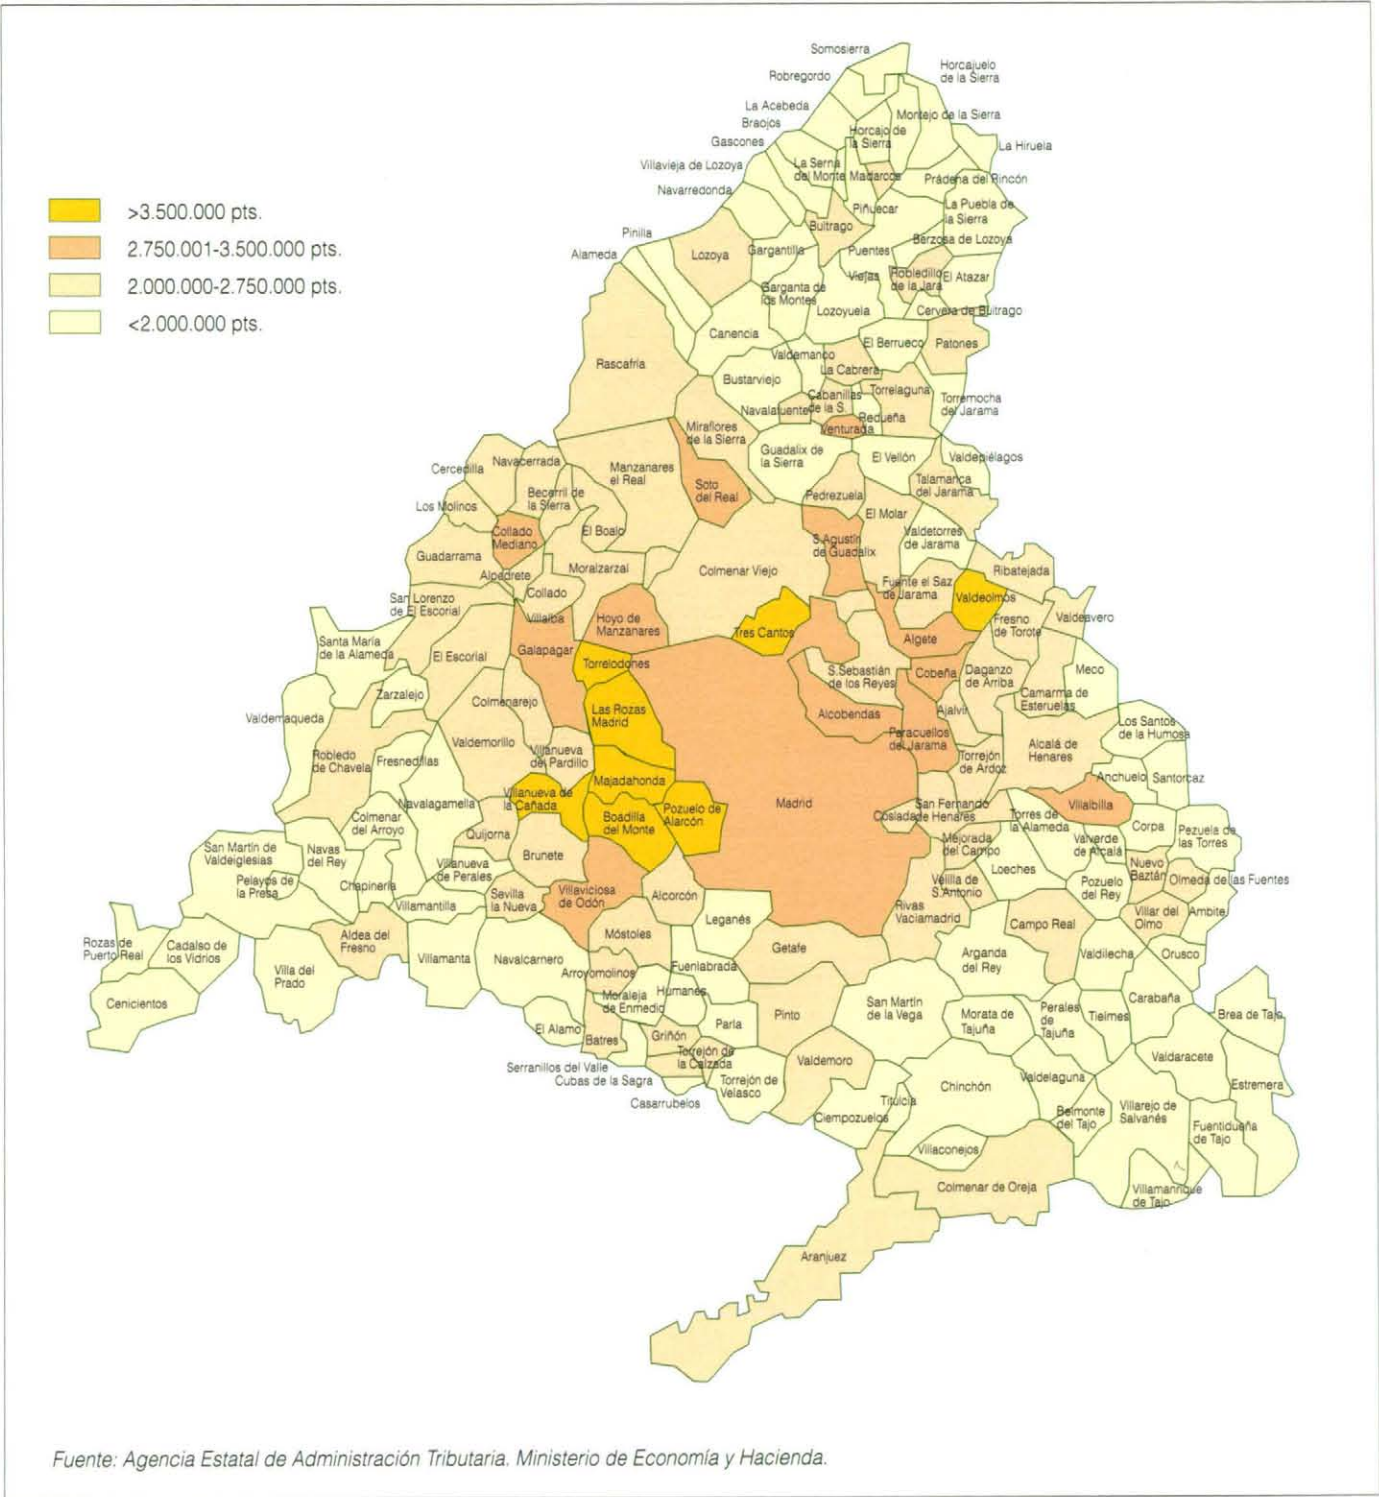 >3.500.000 pts.
2.750.001-3.500.000 pts.
2.000.000-2.750.000 pts.
<2.000.000 pts.
Somosierra
Horcajuelo
de la Sierra
Robregordo
La Acebeda
Montejo de la Sierra
Braojos
Horcajo de
la Sierra
Gascones
La Hiruela
Villavieja de Lozoya
La Serna
del Monte
Madarcos
Prádena del Rincón
Navarredonda
Piñuecar
La Puebla de
la Sierra
Buitrago
Pinilla
Berzosa de Lozoya
Alameda
Lozoya
Gargantilla
Puentes
Viejas
Robledillo
de la Jara
El Atazar
Garganta de
los Montes
Lozoyuela
Cervera de Buitrago
Canencia
El Berrueco
Patones
Rascafría
Valdemanco
La Cabrera
Bustarviejo
Cabanillas
de la S.
Torrelaguna
Torremocha
del Jarama
Navalafuente
Redueña
Venturada
Miraflores
de la Sierra
Guadalix de
la Sierra
El Vellón
Valdepiélagos
Cercedilla
Navacerrada
Manzanares
el Real
Soto
del Real
Talamanca
del Jarama
Becerril de
la Sierra
Pedrezuela
Los Molinos
El Molar
Collado
Mediano
El Boalo
S.Agustín
de Guadalix
Valdetorres
de Jarama
Guadarrama
Moralzarzal
Colmenar Viejo
Ribatejada
Alpedrete
Fuente el Saz
de Jarama
Valdeolmos
Collado
Villalba
San Lorenzo
de El Escorial
Hoyo de
Manzanares
Fresno
de Torote
Valdeavero
Tres Cantos
Algete
Santa María
de la Alameda
El Escorial
Galapagar
Torrelodones
S.Sebastián
de los Reyes
Cobeña
Daganzo
de Arriba
Meco
Zarzalejo
Colmenarejo
Camarma de
Esteruelas
Valdemaqueda
Las Rozas
Madrid
Alcobendas
Ajalvir
Los Santos
de la Humosa
Valdemorillo
Paracuellos
del Jarama
Robledo
de Chavela
Fresnedillas
Villanueva
del Pardillo
Torrejón
de Ardoz
Alcalá de
Henares
Majadahonda
Anchuelo
Santorcaz
Navalagamella
Villanueva de
la Cañada
Boadilla
del Monte
Pozuelo de
Alarcón
Madrid
San Fernando
de Henares
Coslada
Villalbilla
Colmenar
del Arroyo
Torres de
la Alameda
Corpa
Pezuela de
las Torres
Quijorna
Mejorada
del Campo
Valverde
de Alcalá
San Martín de
Valdeiglesias
Navas
del Rey
Villanueva
de Perales
Brunete
Loeches
Nuevo
Baztán
Olmeda de las Fuentes
Pelayos de
la Presa
Chapinería
Velilla de
S.Antonio
Pozuelo
del Rey
Villamantilla
Sevilla
la Nueva
Villaviciosa
de Odón
Alcorcón
Rivas
Vaciamadrid
Villar del
Olmo
Ambite
Leganés
Campo Real
Rozas de
Puerto Real
Cadalso de
los Vidrios
Aldea del
Fresno
Móstoles
Getafe
Arganda
del Rey
Valdilecha
Orusco
Villamanta
Navalcarnero
Fuenlabrada
Villa del
Prado
Arroyomolinos
Cenicientos
Moraleja
de Enmedio
Humanes
San Martín
de la Vega
Carabaña
Pinto
Morata de
Tajuña
Perales
de
Tajuña
Tielmes
Brea de Tajo
El Alamo
Batres
Griñón
Parla
Torrejón de
la Calzada
Valdemoro
Valdaracete
Serranillos del Valle
Cubas de la Sagra
Torrejón de
Velasco
Chinchón
Valdelaguna
Estremera
Casarrubelos
Titulcia
Ciempozuelos
Belmonte
del Tajo
Villarejo de
Salvanés
Fuentidueña
de Tajo
Villaconejos
Colmenar de Oreja
Villamanrique
de Tajo
Aranjuez
Fuente: Agencia Estatal de Administración Tributaria. Ministerio de Economía y Hacienda.